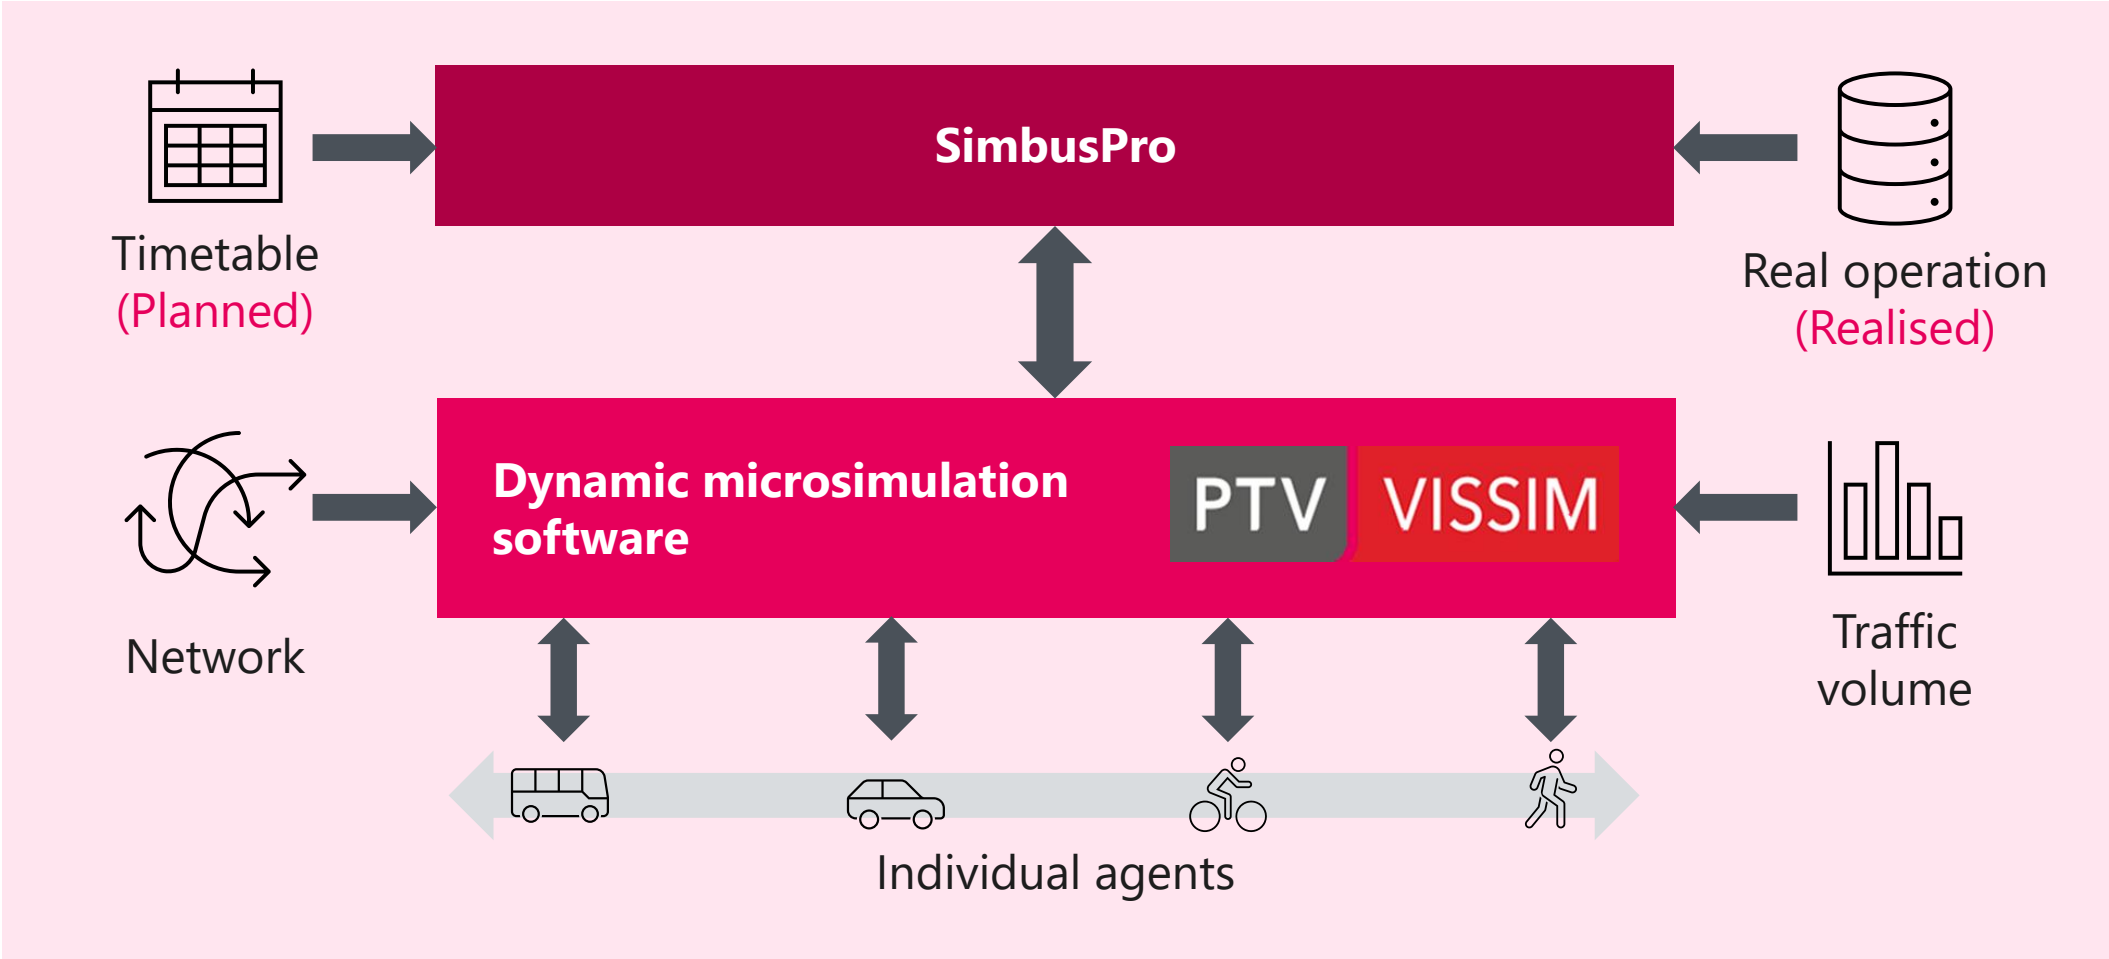 SimbusPro
Timetable
(Planned)
Real operation
(Realised)
Dynamic microsimulation
software
PTV VISSIM
Network
Traffic
volume
Individual agents